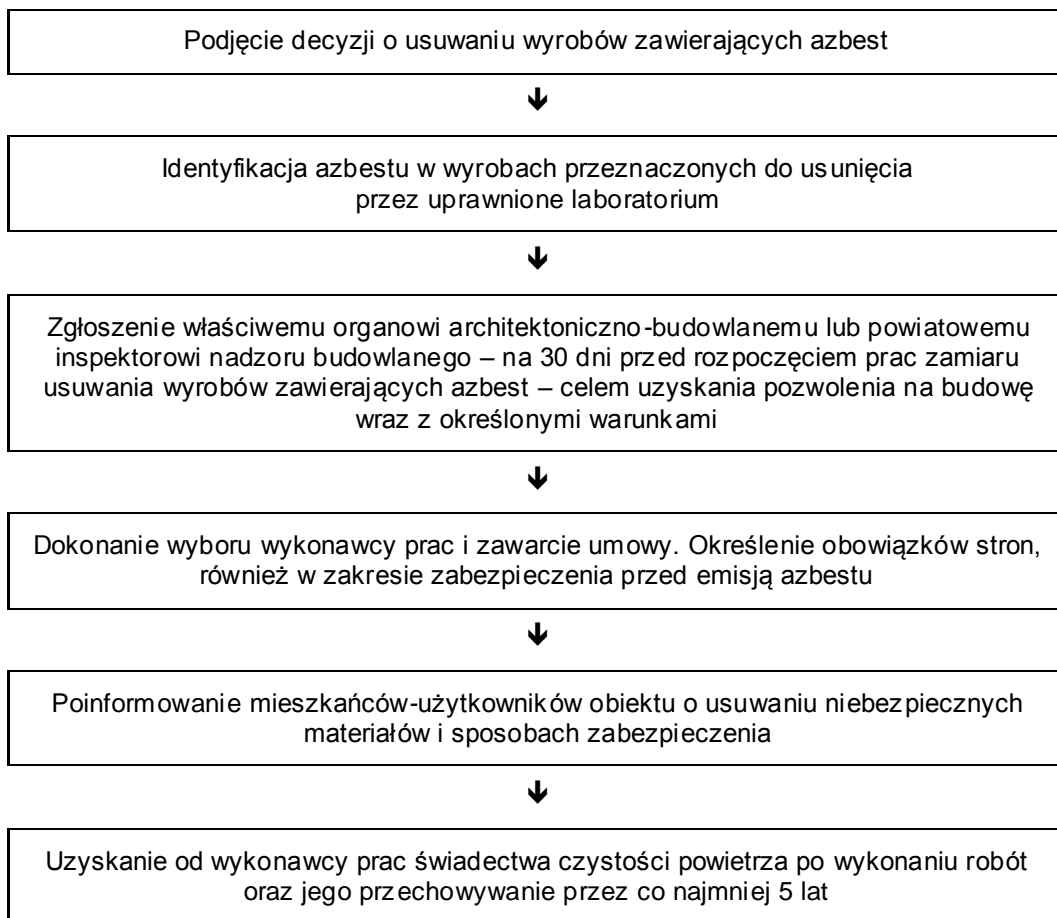 Podjęcie decyzji o usuwaniu wyrobów zawierających azbest
Identyfikacja azbestu w wyrobach przeznaczonych do usunięcia
przez uprawnione laboratorium
Zgłoszenie właściwemu organowi architektoniczno-budowlanemu lub powiatowemu
inspektorowi nadzoru budowlanego – na 30 dni przed rozpoczęciem prac zamiaru
usuwania wyrobów zawierających azbest – celem uzyskania pozwolenia na budowę
wraz z określonymi warunkami
Dokonanie wyboru wykonawcy prac i zawarcie umowy. Określenie obowiązków stron,
również w zakresie zabezpieczenia przed emisją azbestu
Poinformowanie mieszkańców-użytkowników obiektu o usuwaniu niebezpiecznych
materiałów i sposobach zabezpieczenia
Uzyskanie od wykonawcy prac świadectwa czystości powietrza po wykonaniu robót
oraz jego przechowywanie przez co najmniej 5 lat